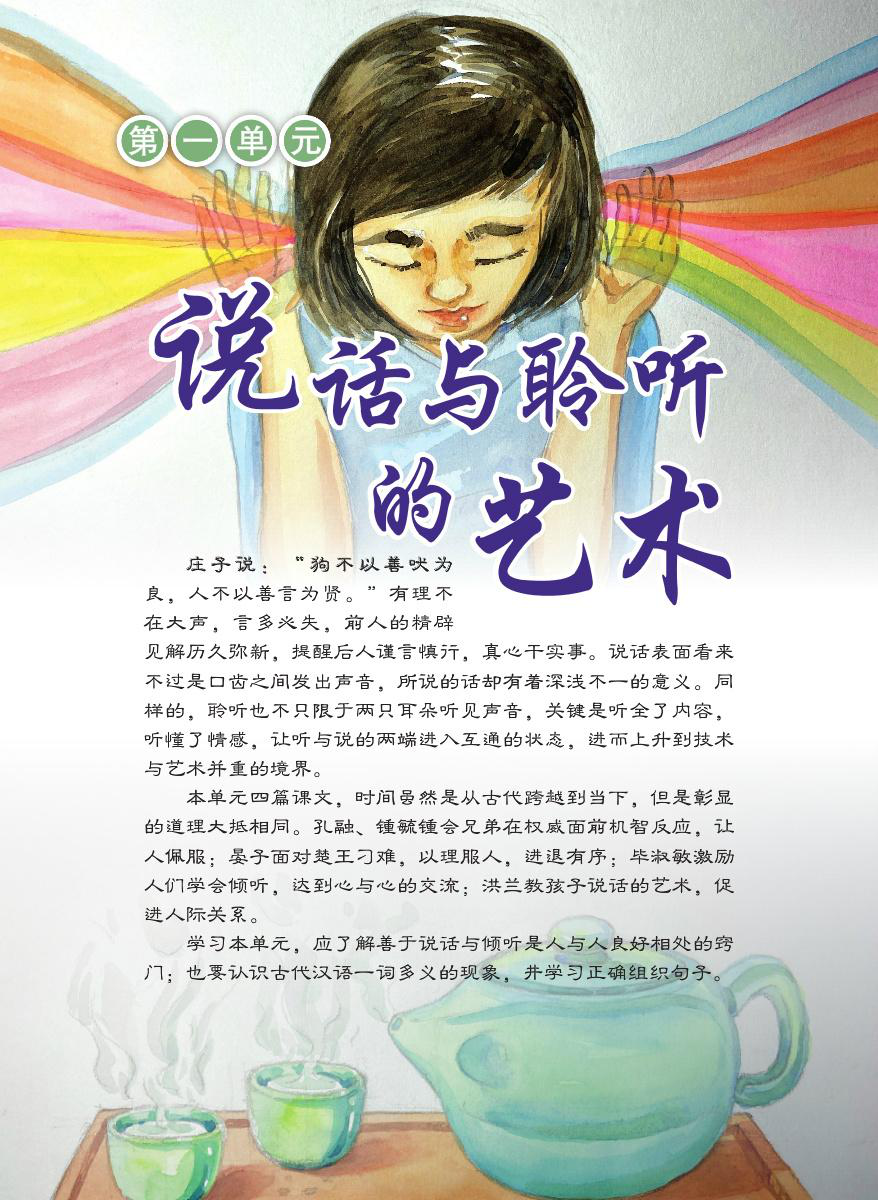 第一单元
说话与聆听
的艺术
庄子说：“狗不以善吠为
良，人不以善言为贤。”有理不
在大声，言多必失，前人的精辟
见解历久弥新，提醒后人谨言慎行，真心干实事。说话表面看来
不过是口齿之间发出声音，所说的话却有着深浅不一的意义。同
样的，聆听也不只限于两只耳朵听见声音，关键是听全了内容，
听懂了情感，让听与说的两端进入互通的状态，进而上升到技术
与艺术并重的境界。
本单元四篇课文，时间虽然是从古代跨越到当下，但是彰显
的道理大抵相同。孔融、锺毓锺会兄弟在权威面前机智反应，让
人佩服；晏子面对楚王刁难，以理服人，进退有序；毕淑敏激励
人们学会倾听，达到心与心的交流；洪兰教孩子说话的艺术，促
进人际关系。
学习本单元，应了解善于说话与倾听是人与人良好相处的窍
门；也要认识古代汉语一词多义的现象，并学习正确组织句子。